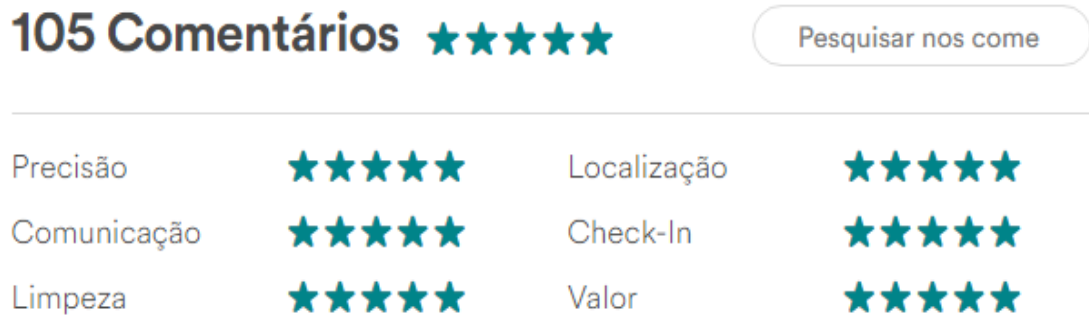 105 Comentários
Pesquisar nos come
Precisão
Localização
Comunicação
Check-In
Limpeza
Valor